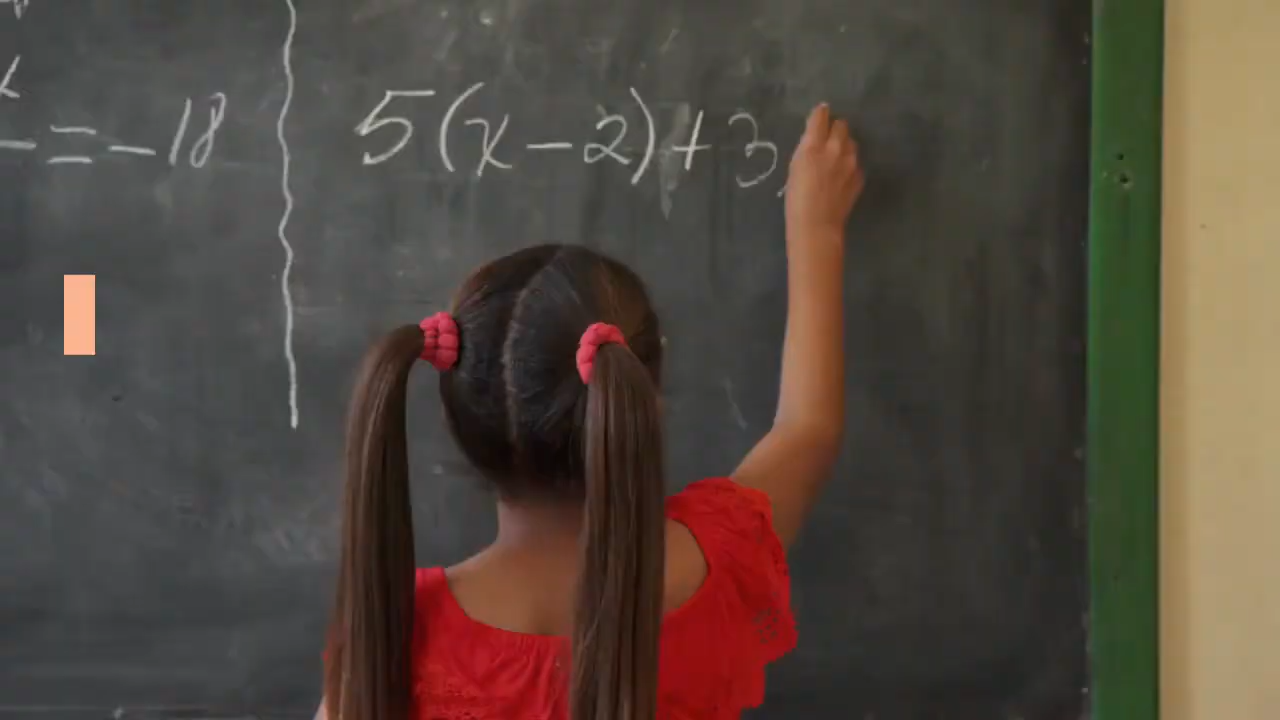 = -18
5(x-2)+3